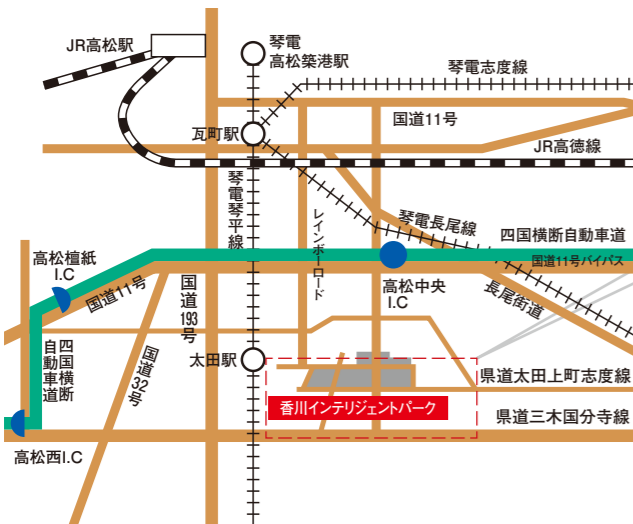 JR高松駅
琴電
高松築港駅
琴電志度線
国道11号
瓦町駅
JR高徳線
琴電琴平線
レインボーロード
琴電長尾線
四国横断自動車道
国道11号バイパス
高松檀紙
I.C
国道11号
国道193号
高松中央
I.C
長尾街道
四国横断
自動車道
国道32号
太田駅
県道太田上町志度線
香川インテリジェントパーク
県道三木国分寺線
高松西I.C